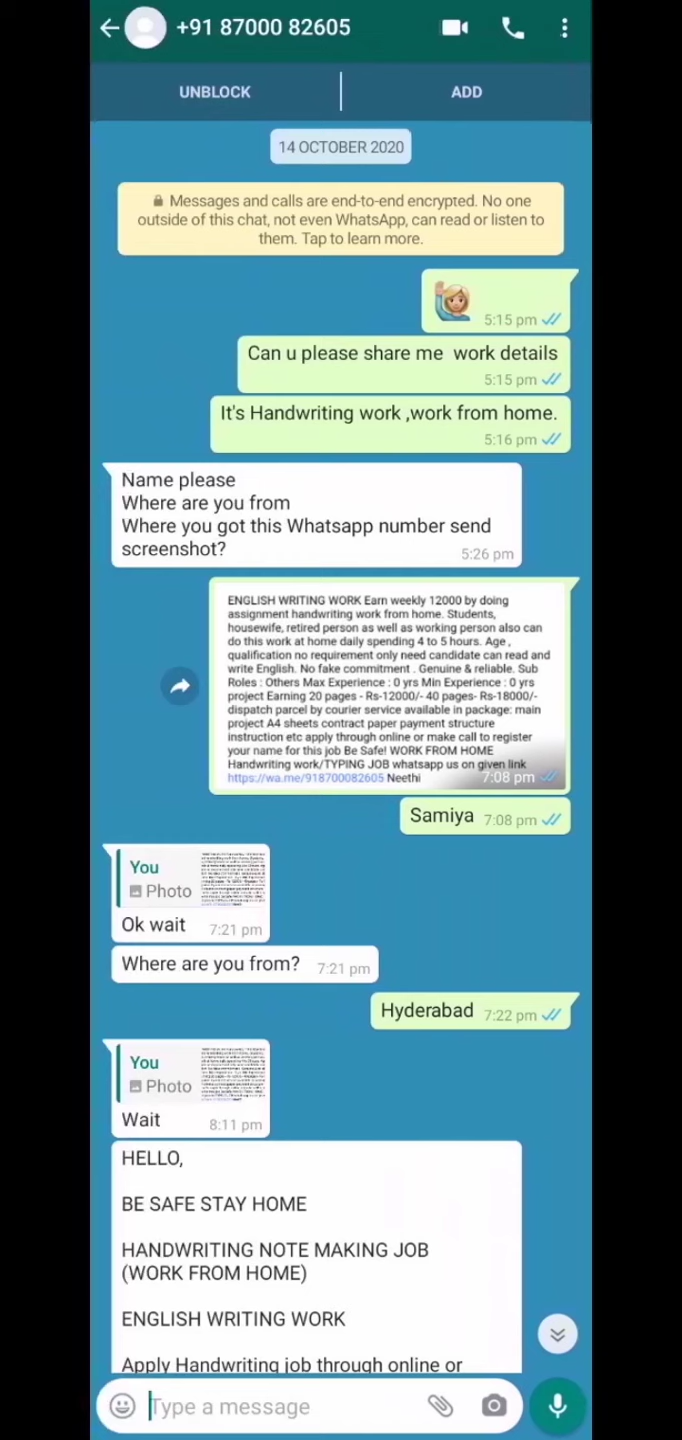 +91 87000 82605
UNBLOCK
ADD
14 OCTOBER 2020
Messages and calls are end-to-end encrypted. No one
outside of this chat, not even WhatsApp, can read or listen to
them. Tap to learn more.
5:15 pm
Can u please share me work details
5:15 pm
It's Handwriting work ,work from home.
5:16 pm
Name please
Where are you from
Where you got this Whatsapp number send
screenshot?
5:26 pm
ENGLISH WRITING WORK Earn weekly 12000 by doing
assignment handwriting work from home. Students,
housewife, retired person as well as working person also can
do this work at home daily spending 4 to 5 hours. Age ,
qualification no requirement only need candidate can read and
write English. No fake commitment . Genuine & reliable. Sub
Roles : Others Max Experience : 0 yrs Min Experience : 0 yrs
project Earning 20 pages - Rs-12000/- 40 pages- Rs-18000/-
dispatch parcel by courier service available in package: main
project A4 sheets contract paper payment structure
instruction etc apply through online or make call to register
your name for this job Be Safe! WORK FROM HOME
Handwriting work/TYPING JOB whatsapp us on given link
https://wa.me/918700082605 Neethi
7:08 pm
Samiya 7:08 pm
You
Photo
Ok wait 7:21 pm
Where are you from? 7:21 pm
Hyderabad 7:22 pm
You
Photo
Wait 8:11 pm
HELLO,
BE SAFE STAY HOME
HANDWRITING NOTE MAKING JOB
(WORK FROM HOME)
ENGLISH WRITING WORK
Apply Handwriting job through online or
Type a message